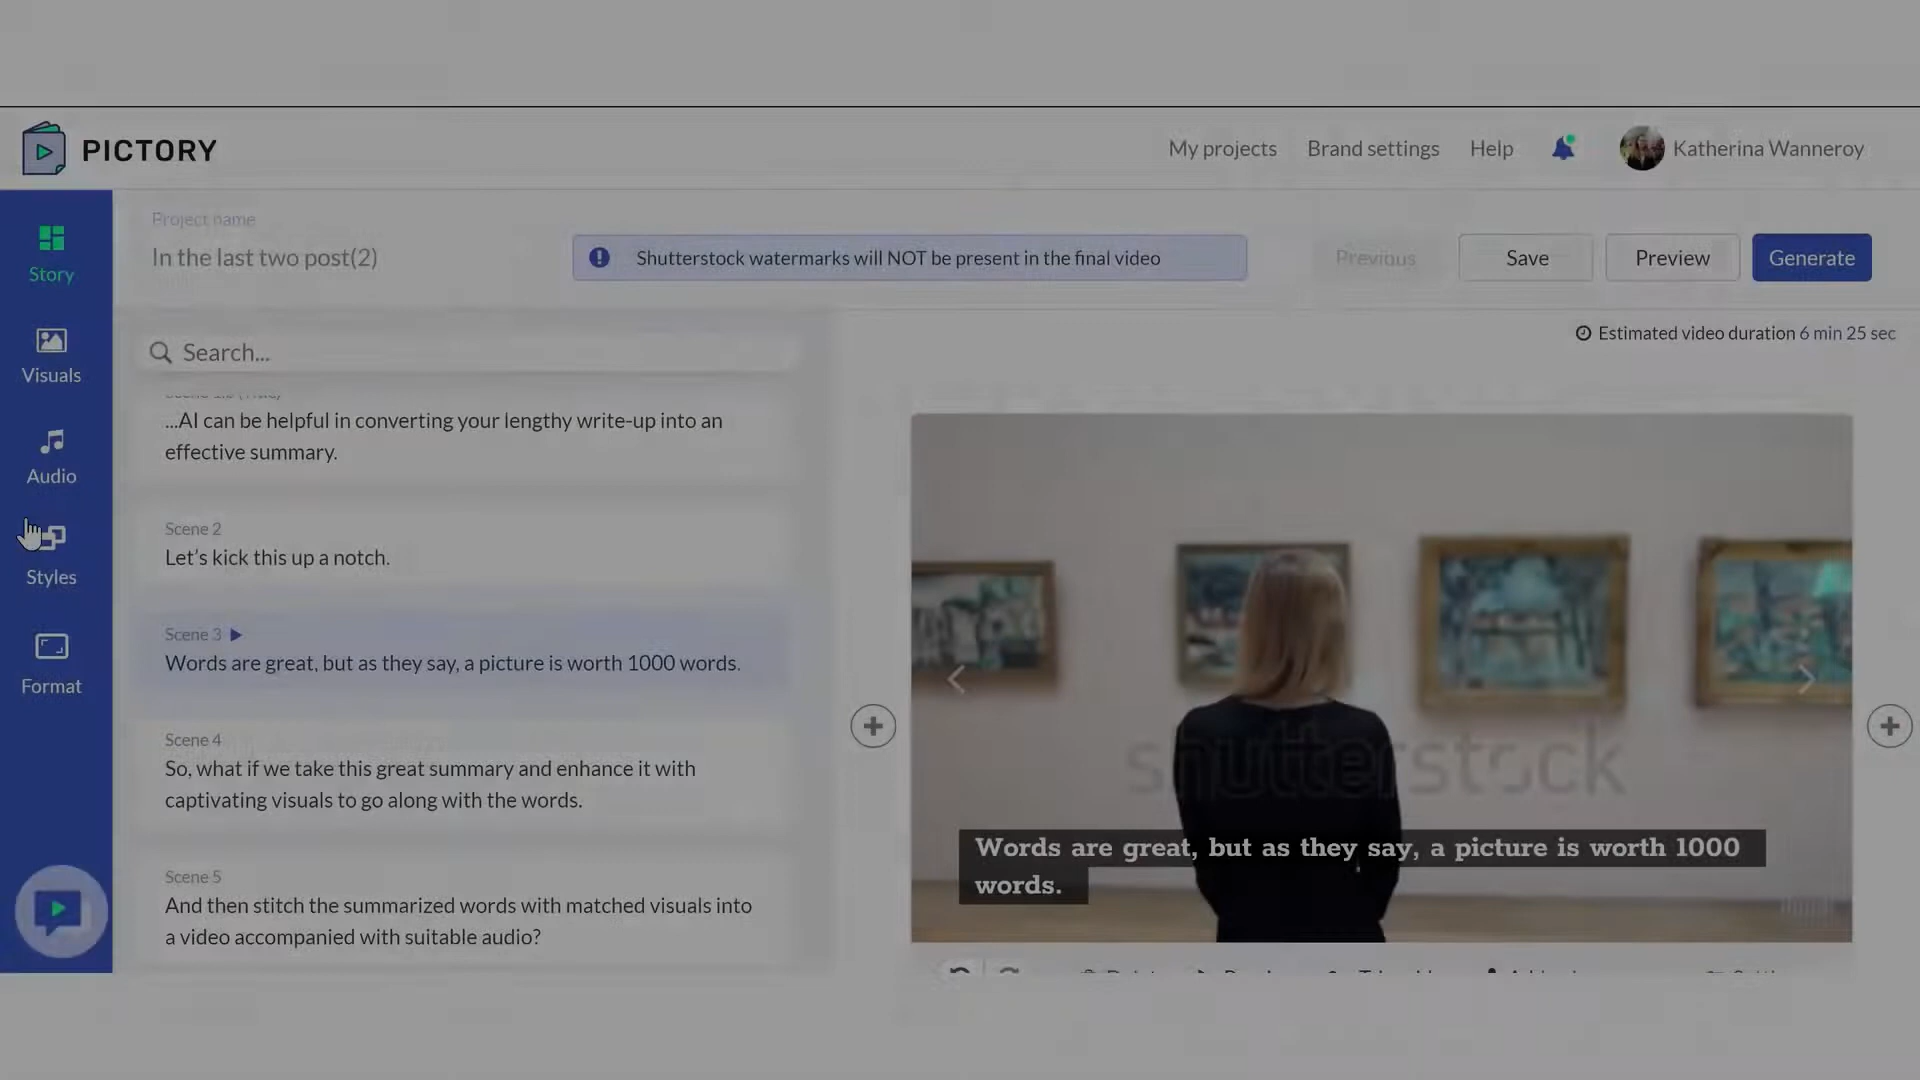 PICTORY
My projects
Brand settings
Help
Katherina Wanneroy
Project name
In the last two post(2)
Shutterstock watermarks will NOT be present in the final video
Previous
Save
Preview
Generate
Story
Visuals
Audio
Styles
Format
Search...
...AI can be helpful in converting your lengthy write-up into an
effective summary.
Scene 2
Let's kick this up a notch.
Scene 3
Words are great, but as they say, a picture is worth 1000 words.
Scene 4
So, what if we take this great summary and enhance it with
captivating visuals to go along with the words.
Scene 5
And then stitch the summarized words with matched visuals into
a video accompanied with suitable audio?
Estimated video duration 6 min 25 sec
shutterstock
Words are great, but as they say, a picture is worth 1000
words.